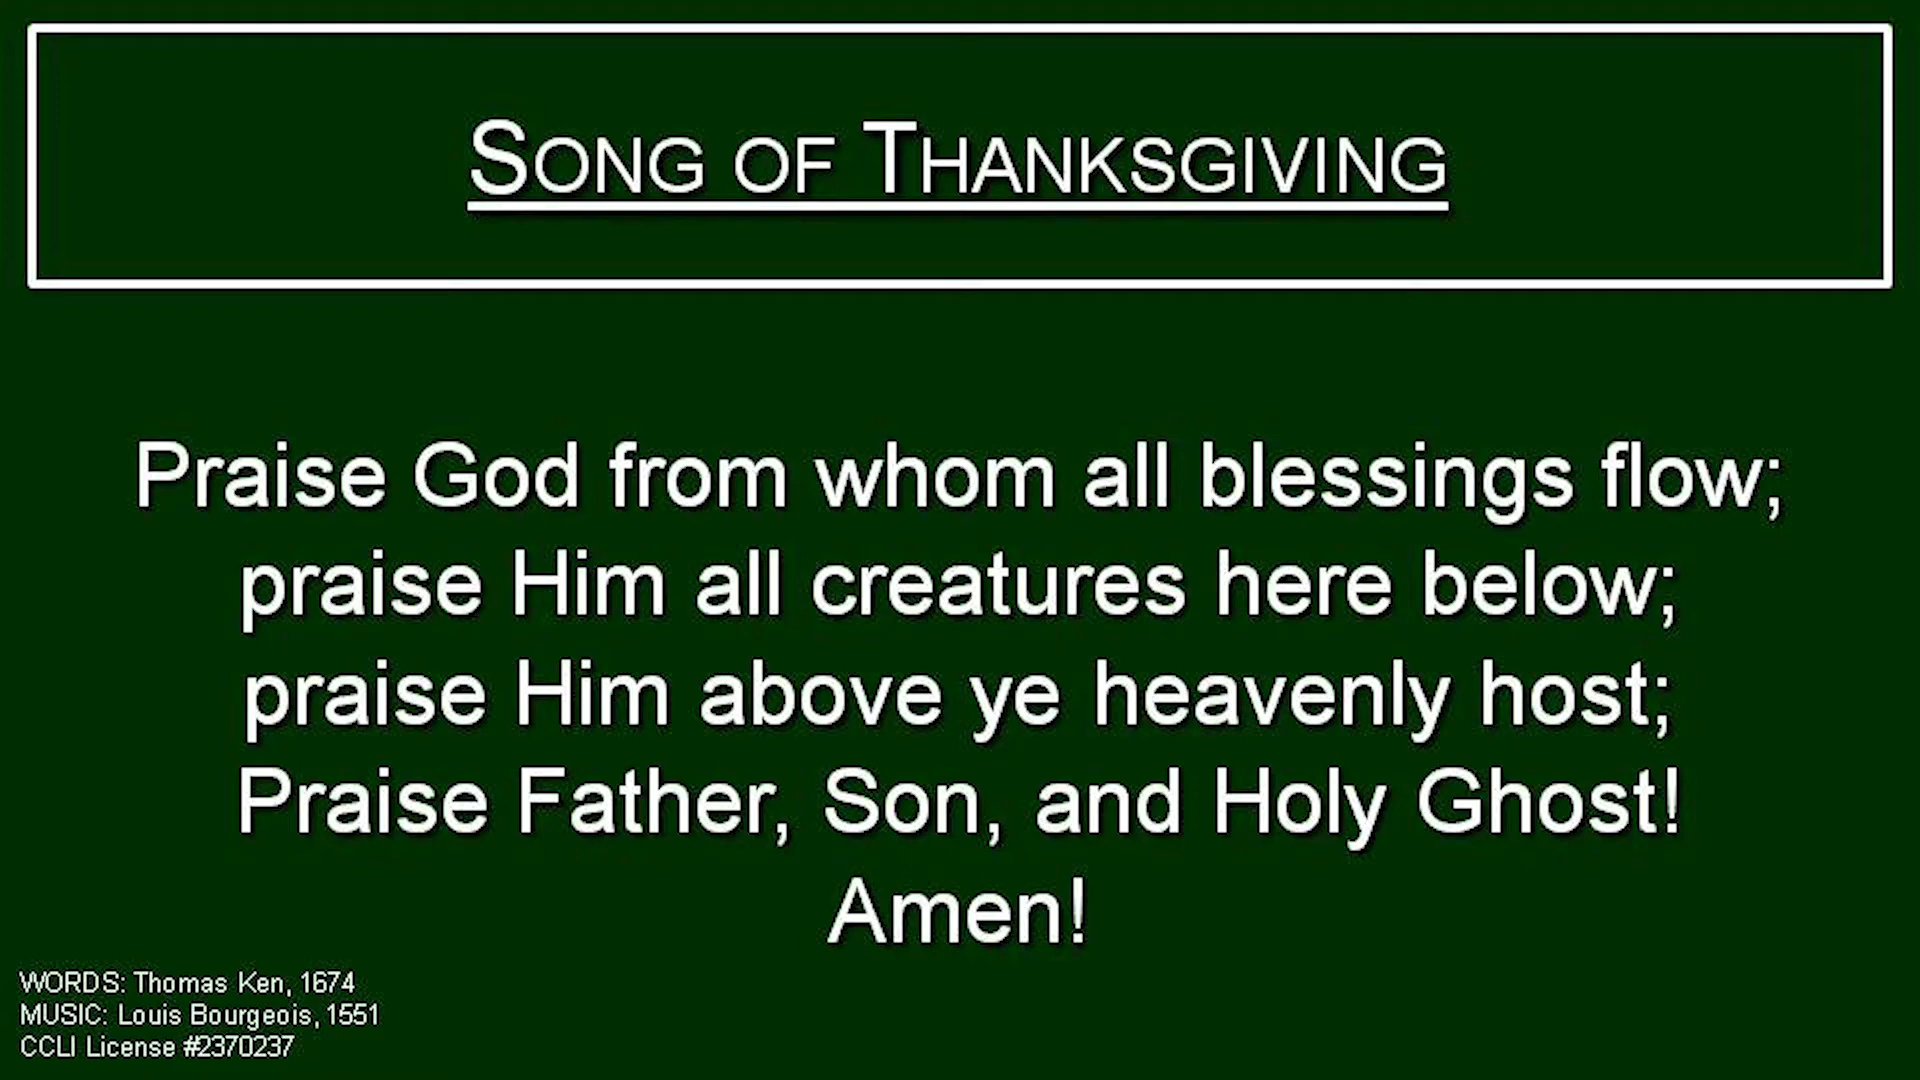 SONG OF THANKSGIVING
Praise God from whom all blessings flow;
praise Him all creatures here below;
praise Him above ye heavenly host;
Praise Father, Son, and Holy Ghost!
Amen!
WORDS: Thomas Ken, 1674
MUSIC: Louis Bourgeois, 1551
CCLI License #2370237